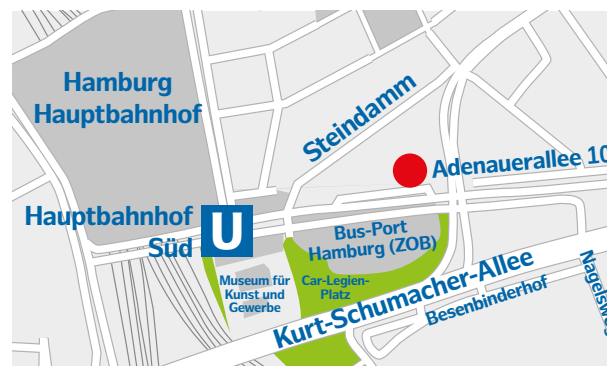 Hamburg
Hauptbahnhof
Steindamm
Adenauerallee 10
Hauptbahnhof
Süd
U
Bus-Port
Hamburg (ZOB)
Museum für
Kunst und
Gewerbe
Car-Legien-
Platz
Kurt-Schumacher-Allee
Besenbinderhof
Nagelsweg